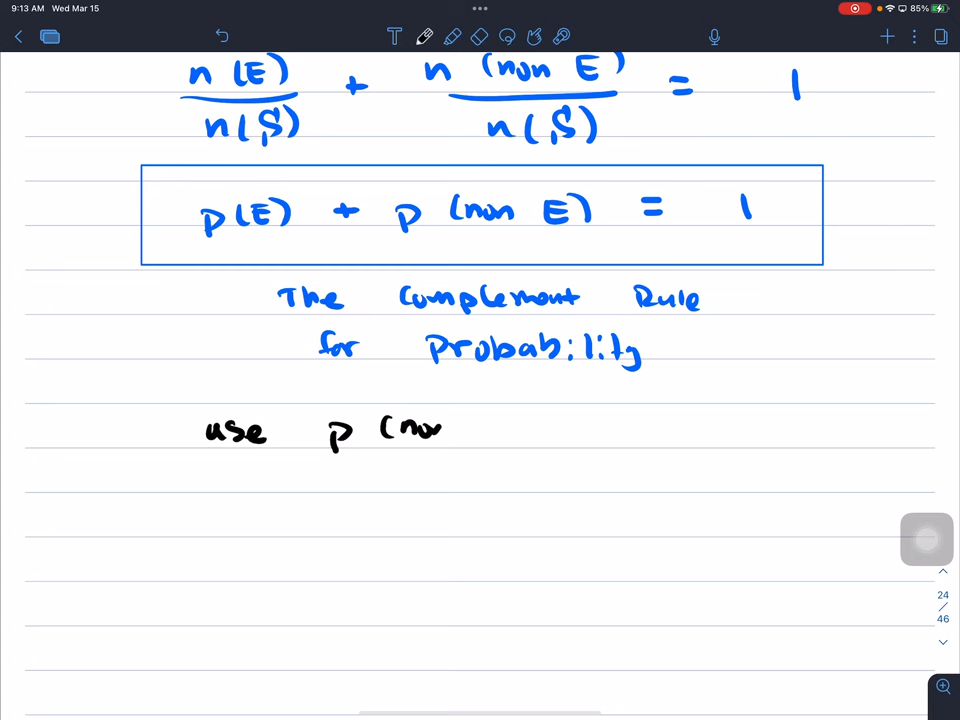 9:13 AM Wed Mar 15
85%
n(E)/n(S) + n(non E)/n(S) = 1
p(E) + p(non E) = 1
The Complement Rule
for Probability
use p (non
24
/
46